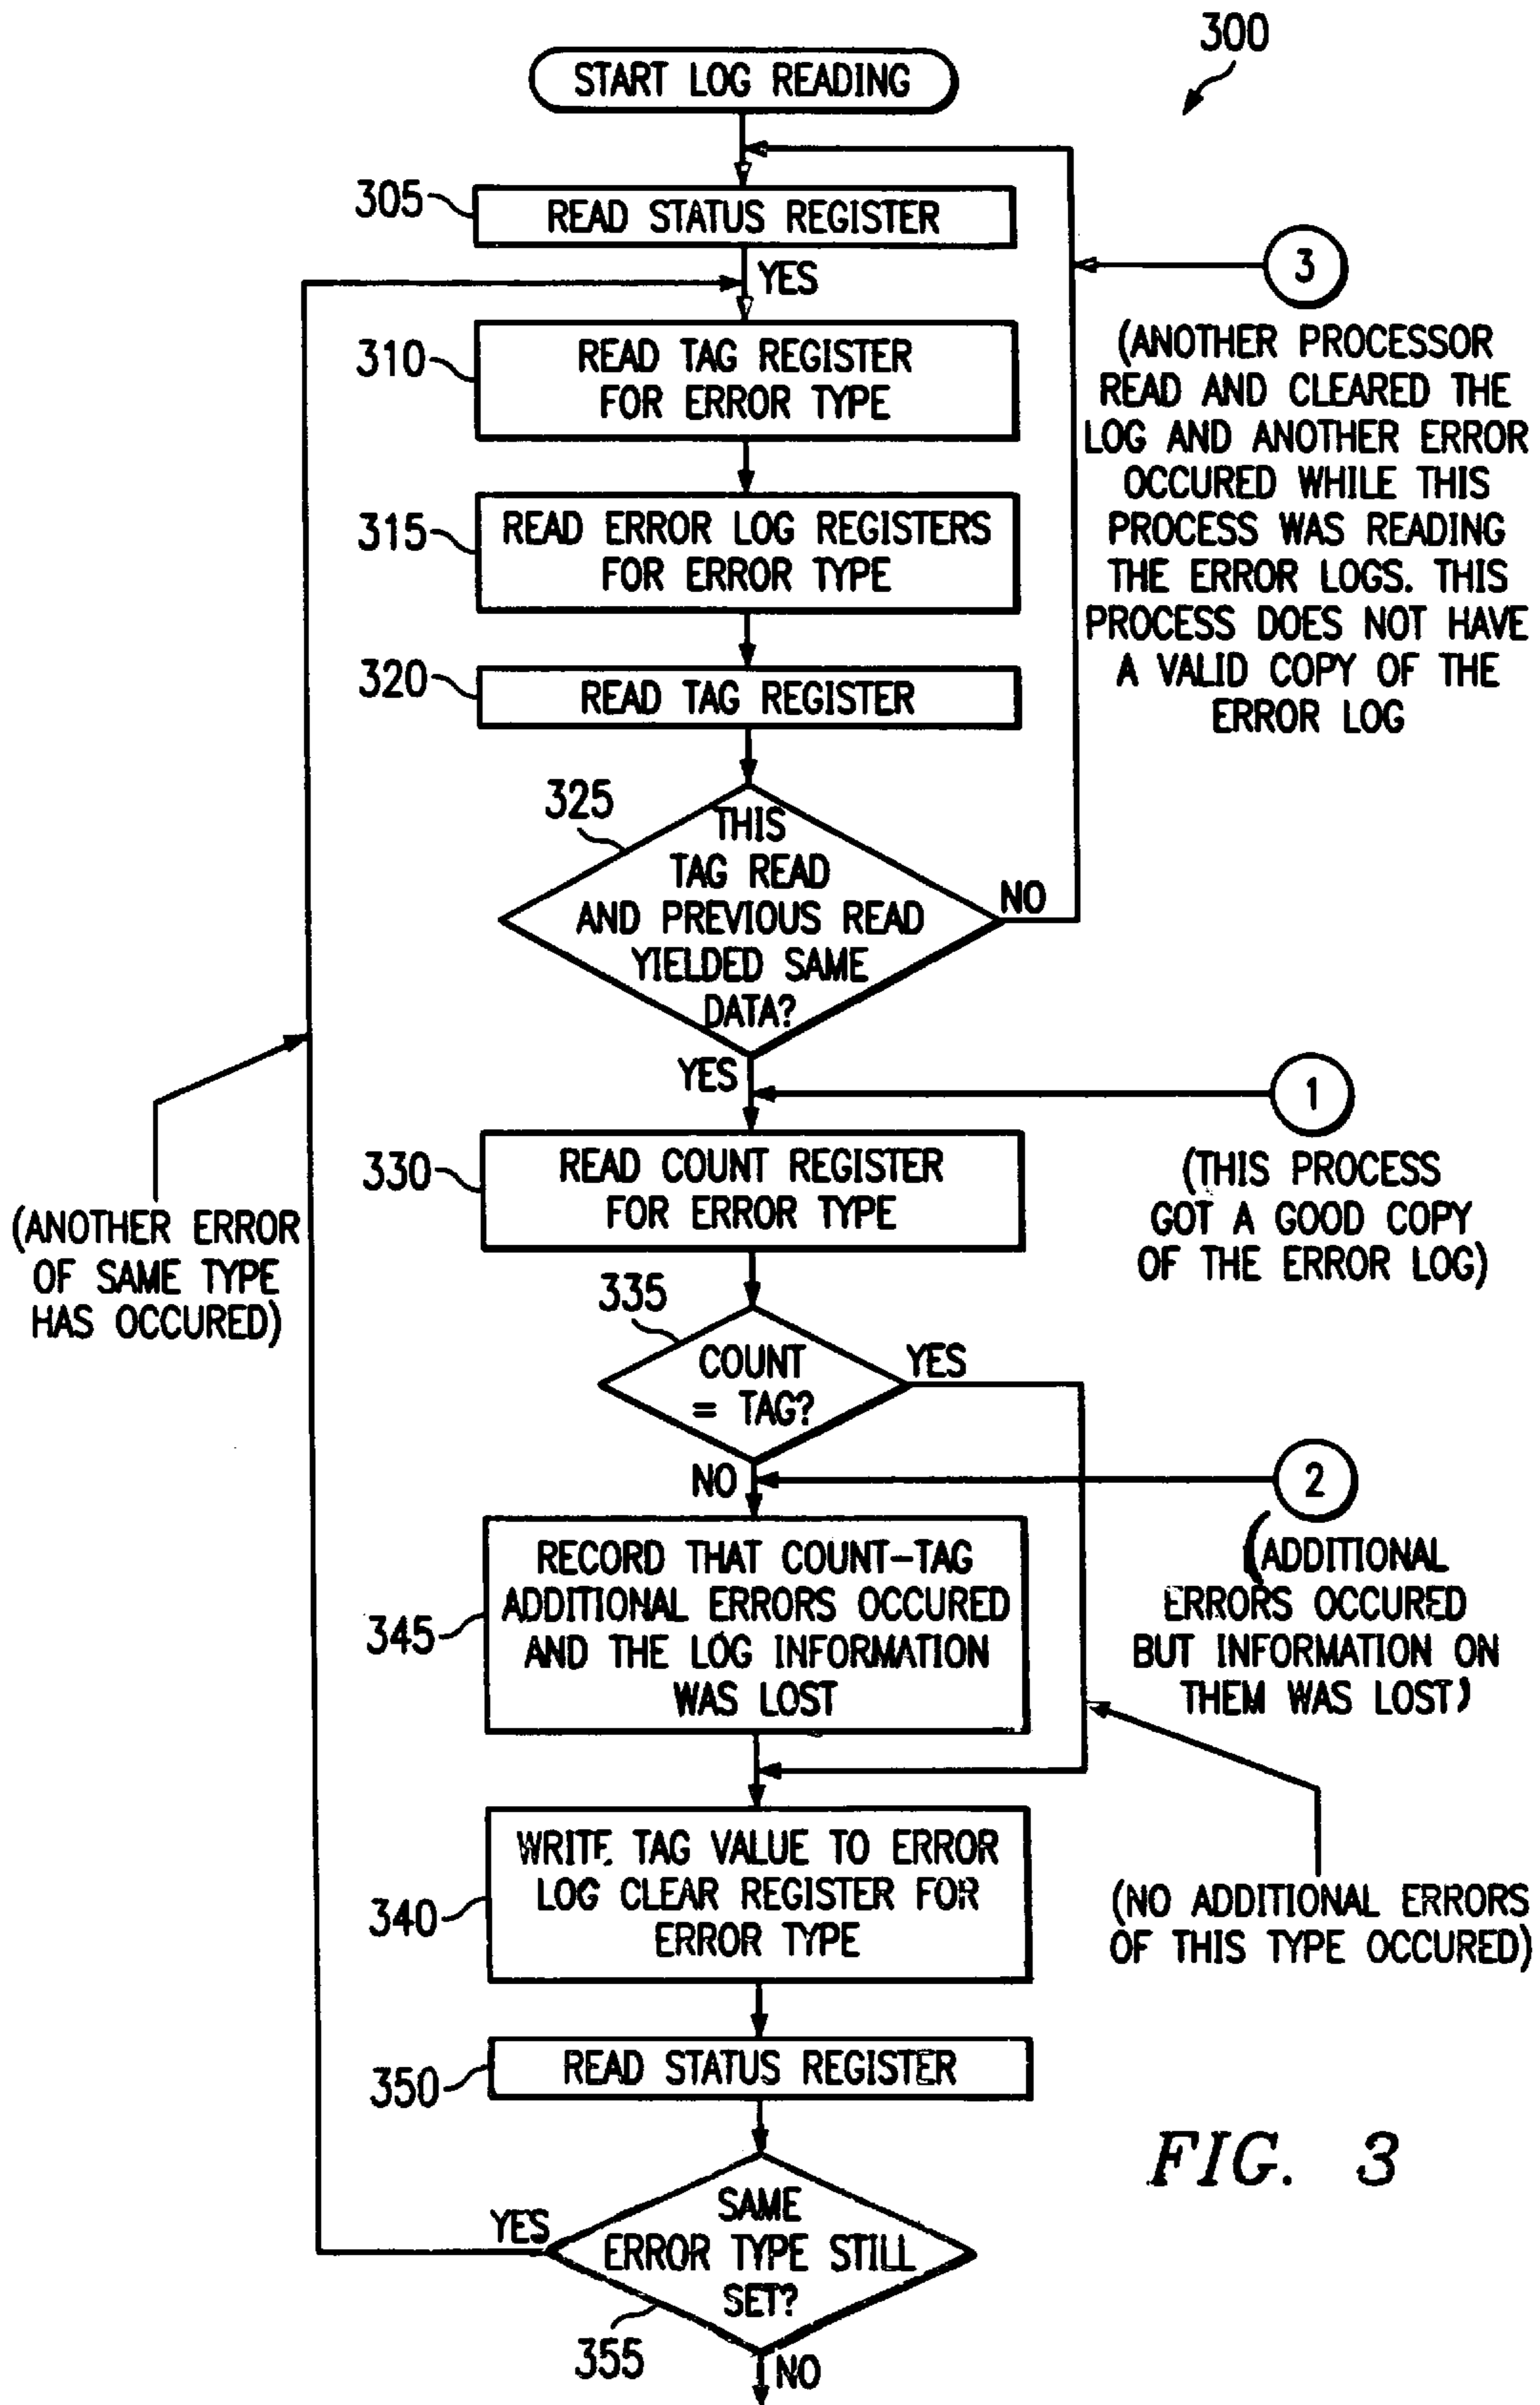 300
START LOG READING
305
READ STATUS REGISTER
YES
3
(ANOTHER PROCESSOR
READ AND CLEARED THE
LOG AND ANOTHER ERROR
OCCURED WHILE THIS
PROCESS WAS READING
THE ERROR LOGS. THIS
PROCESS DOES NOT HAVE
A VALID COPY OF THE
ERROR LOG
310
READ TAG REGISTER
FOR ERROR TYPE
315
READ ERROR LOG REGISTERS
FOR ERROR TYPE
320
READ TAG REGISTER
325
THIS
TAG READ
AND PREVIOUS READ
YIELDED SAME
DATA?
NO
YES
1
(THIS PROCESS
GOT A GOOD COPY
OF THE ERROR LOG)
330
READ COUNT REGISTER
FOR ERROR TYPE
(ANOTHER ERROR
OF SAME TYPE
HAS OCCURED)
335
COUNT
= TAG?
YES
NO
2
(ADDITIONAL
ERRORS OCCURED
BUT INFORMATION ON
THEM WAS LOST)
345
RECORD THAT COUNT-TAG
ADDITIONAL ERRORS OCCURED
AND THE LOG INFORMATION
WAS LOST
340
WRITE TAG VALUE TO ERROR
LOG CLEAR REGISTER FOR
ERROR TYPE
(NO ADDITIONAL ERRORS
OF THIS TYPE OCCURED)
350
READ STATUS REGISTER
FIG. 3
YES
SAME
ERROR TYPE STILL
SET?
355
NO